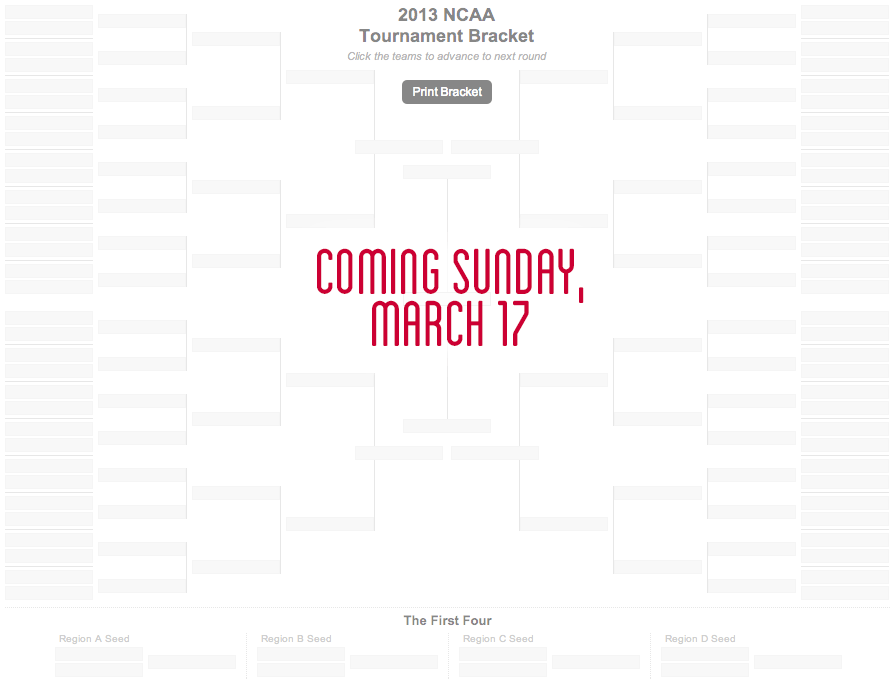 2013 NCAA
Tournament Bracket
Click the teams to advance to next round
Print Bracket
COMING SUNDAY,
MARCH 17
The First Four
Region A Seed
Region B Seed
Region C Seed
Region D Seed